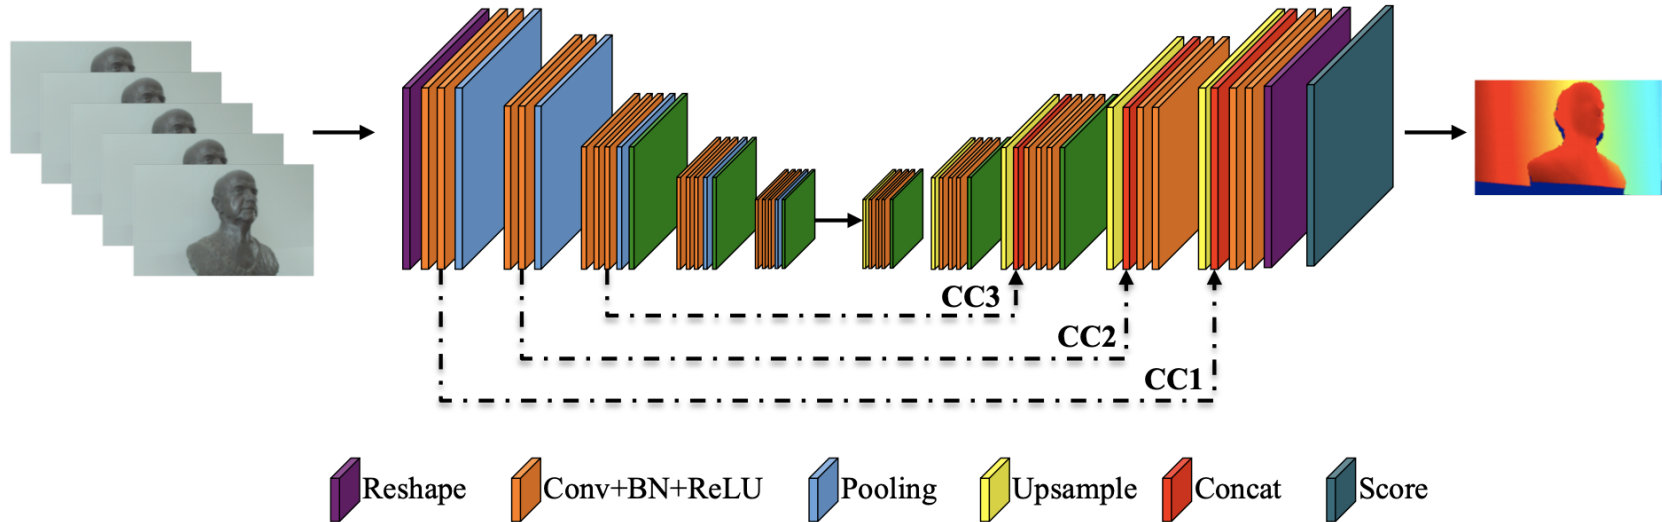 CC3
CC2
CC1
Reshape Conv+BN+ReLU Pooling Upsample Concat Score